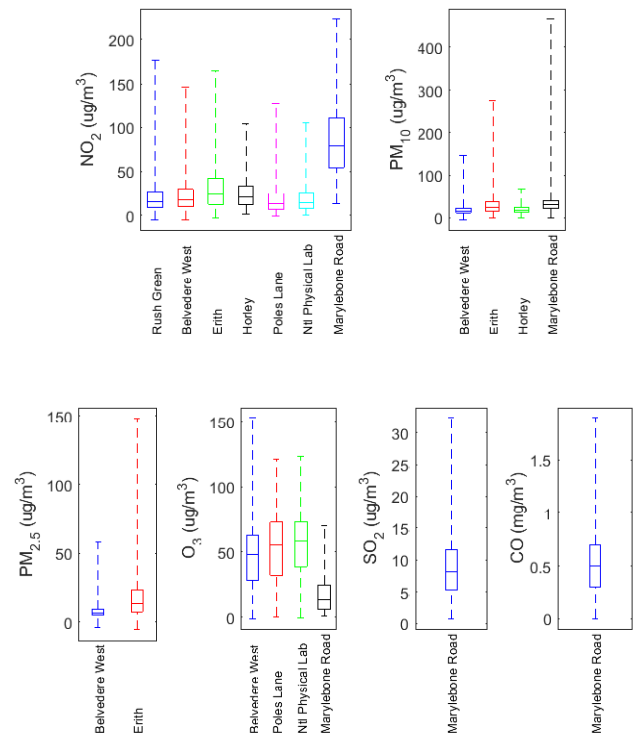 NO2 (ug/m3)
200
150
100
50
0
Rush Green
Belvedere West
Erith
Horley
Poles Lane
Ntl Physical Lab
Marylebone Road
PM10 (ug/m3)
400
300
200
100
0
Belvedere West
Erith
Horley
Marylebone Road
PM2.5 (ug/m3)
150
100
50
0
Belvedere West
Erith
O3 (ug/m3)
150
100
50
0
Belvedere West
Poles Lane
Ntl Physical Lab
Marylebone Road
SO2 (ug/m3)
30
25
20
15
10
5
0
Marylebone Road
CO (mg/m3)
1.5
1
0.5
0
Marylebone Road